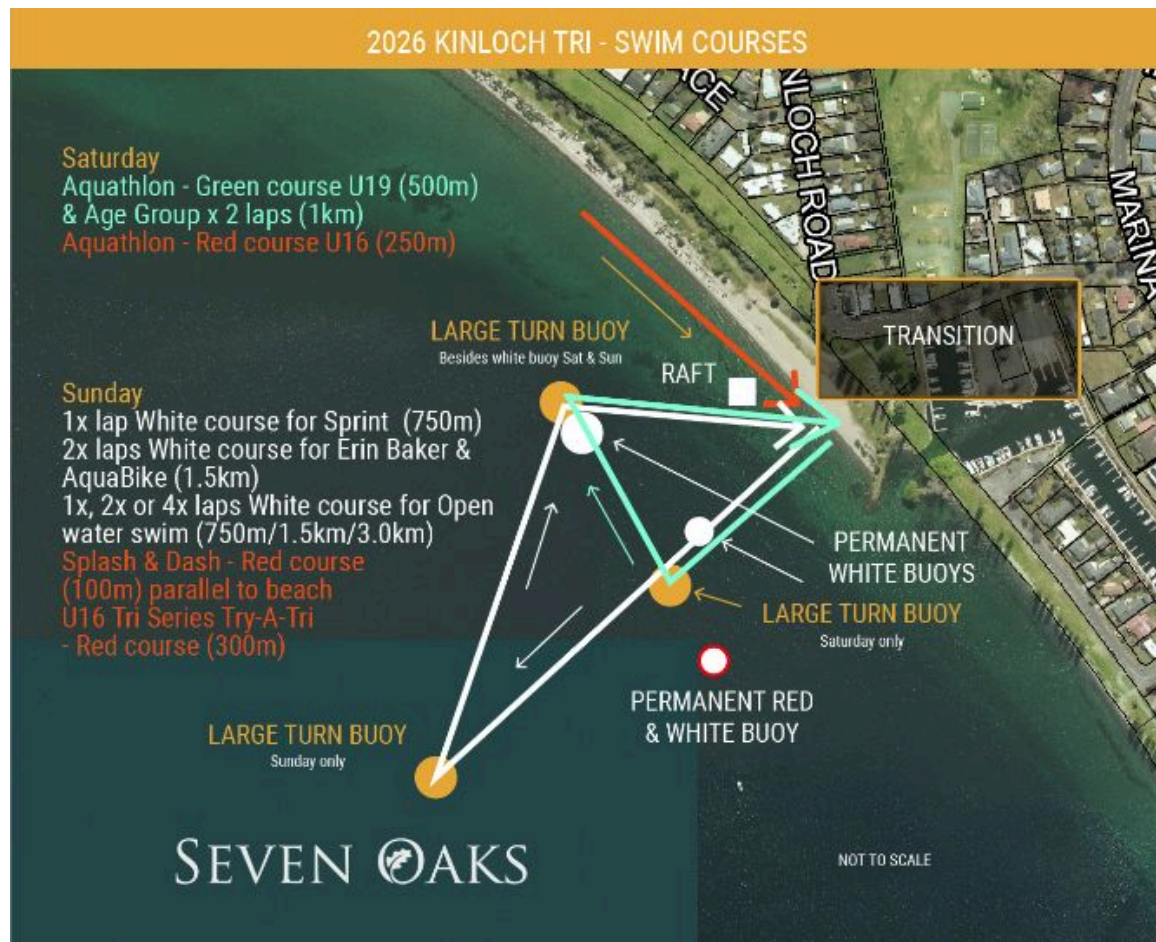 2026 KINLOCH TRI - SWIM COURSES
NLOCH ROAD
MARINA
Saturday
Aquathlon - Green course U19 (500m)
& Age Group x 2 laps (1km)
Aquathlon - Red course U16 (250m)
LARGE TURN BUOY
Besides white buoy Sat & Sun
RAFT
TRANSITION
Sunday
1x lap White course for Sprint (750m)
2x laps White course for Erin Baker &
AquaBike (1.5km)
1x, 2x or 4x laps White course for Open
water swim (750m/1.5km/3.0km)
Splash & Dash - Red course
(100m) parallel to beach
U16 Tri Series Try-A-Tri
- Red course (300m)
PERMANENT
WHITE BUOYS
LARGE TURN BUOY
Saturday only
PERMANENT RED
& WHITE BUOY
LARGE TURN BUOY
Sunday only
SEVEN OAKS
NOT TO SCALE